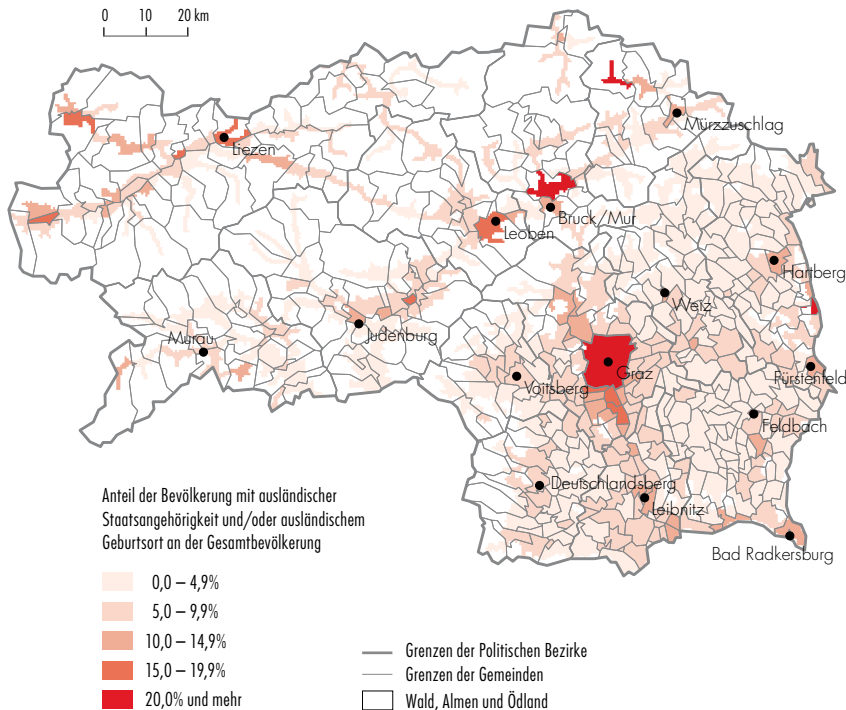 0 10 20 km
Mürzzuschlag
Liezen
Bruck/Mur
Leoben
Hartberg
Weiz
Judenburg
Murau
Graz
Voitsberg
Fürstenfeld
Feldbach
Deutschlandsberg
Leibnitz
Bad Radkersburg
Anteil der Bevölkerung mit ausländischer
Staatsangehörigkeit und/oder ausländischem
Geburtsort an der Gesamtbevölkerung
0,0 – 4,9%
5,0 – 9,9%
10,0 – 14,9%
15,0 – 19,9%
20,0% und mehr
Grenzen der Politischen Bezirke
Grenzen der Gemeinden
Wald, Almen und Ödland